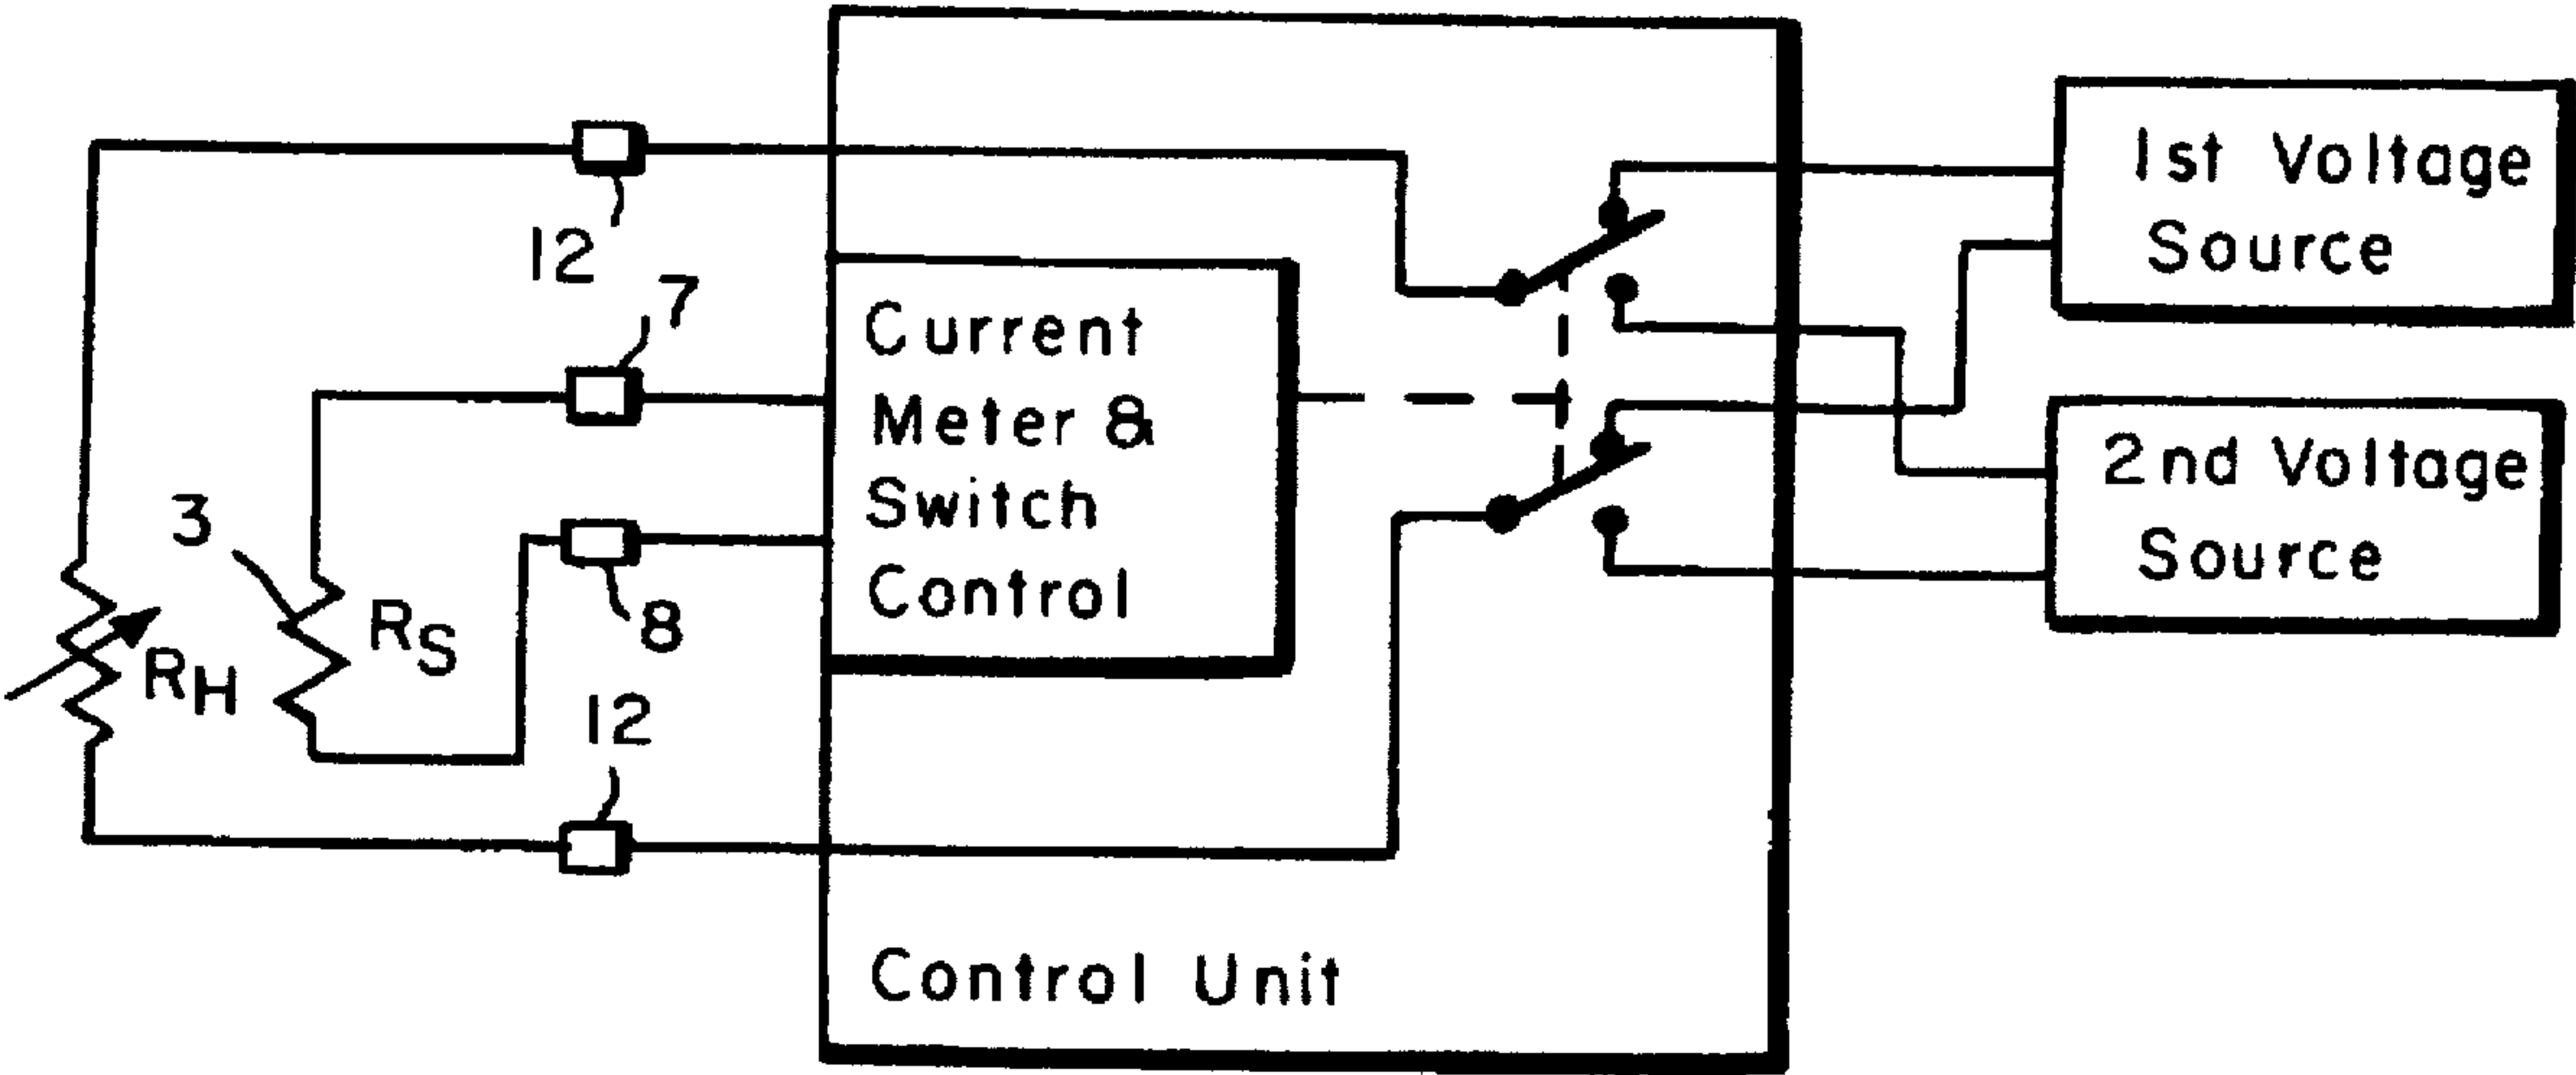 12
7
3
RH
RS
8
12
Current
Meter &
Switch
Control
Control Unit
1st Voltage
Source
2nd Voltage
Source